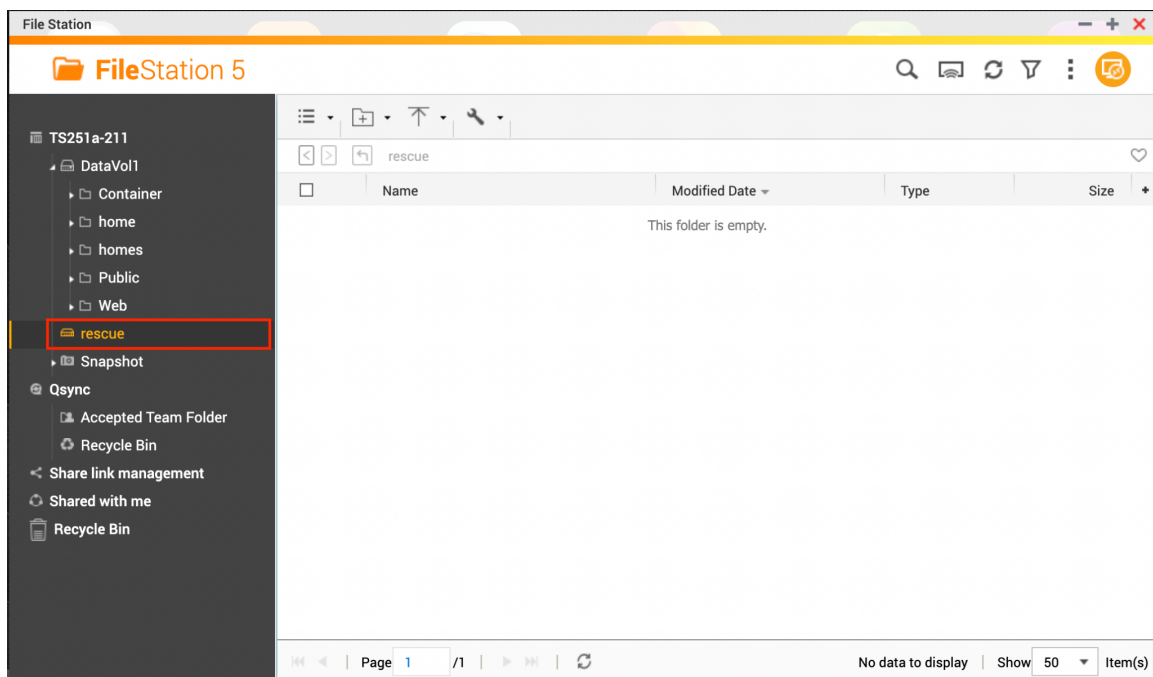 File Station
FileStation 5
TS251a-211
DataVol1
Container
home
homes
Public
Web
rescue
Snapshot
Qsync
Accepted Team Folder
Recycle Bin
Share link management
Shared with me
Recycle Bin
rescue
Name Modified Date Type Size
This folder is empty.
Page 1 /1 No data to display Show 50 Item(s)